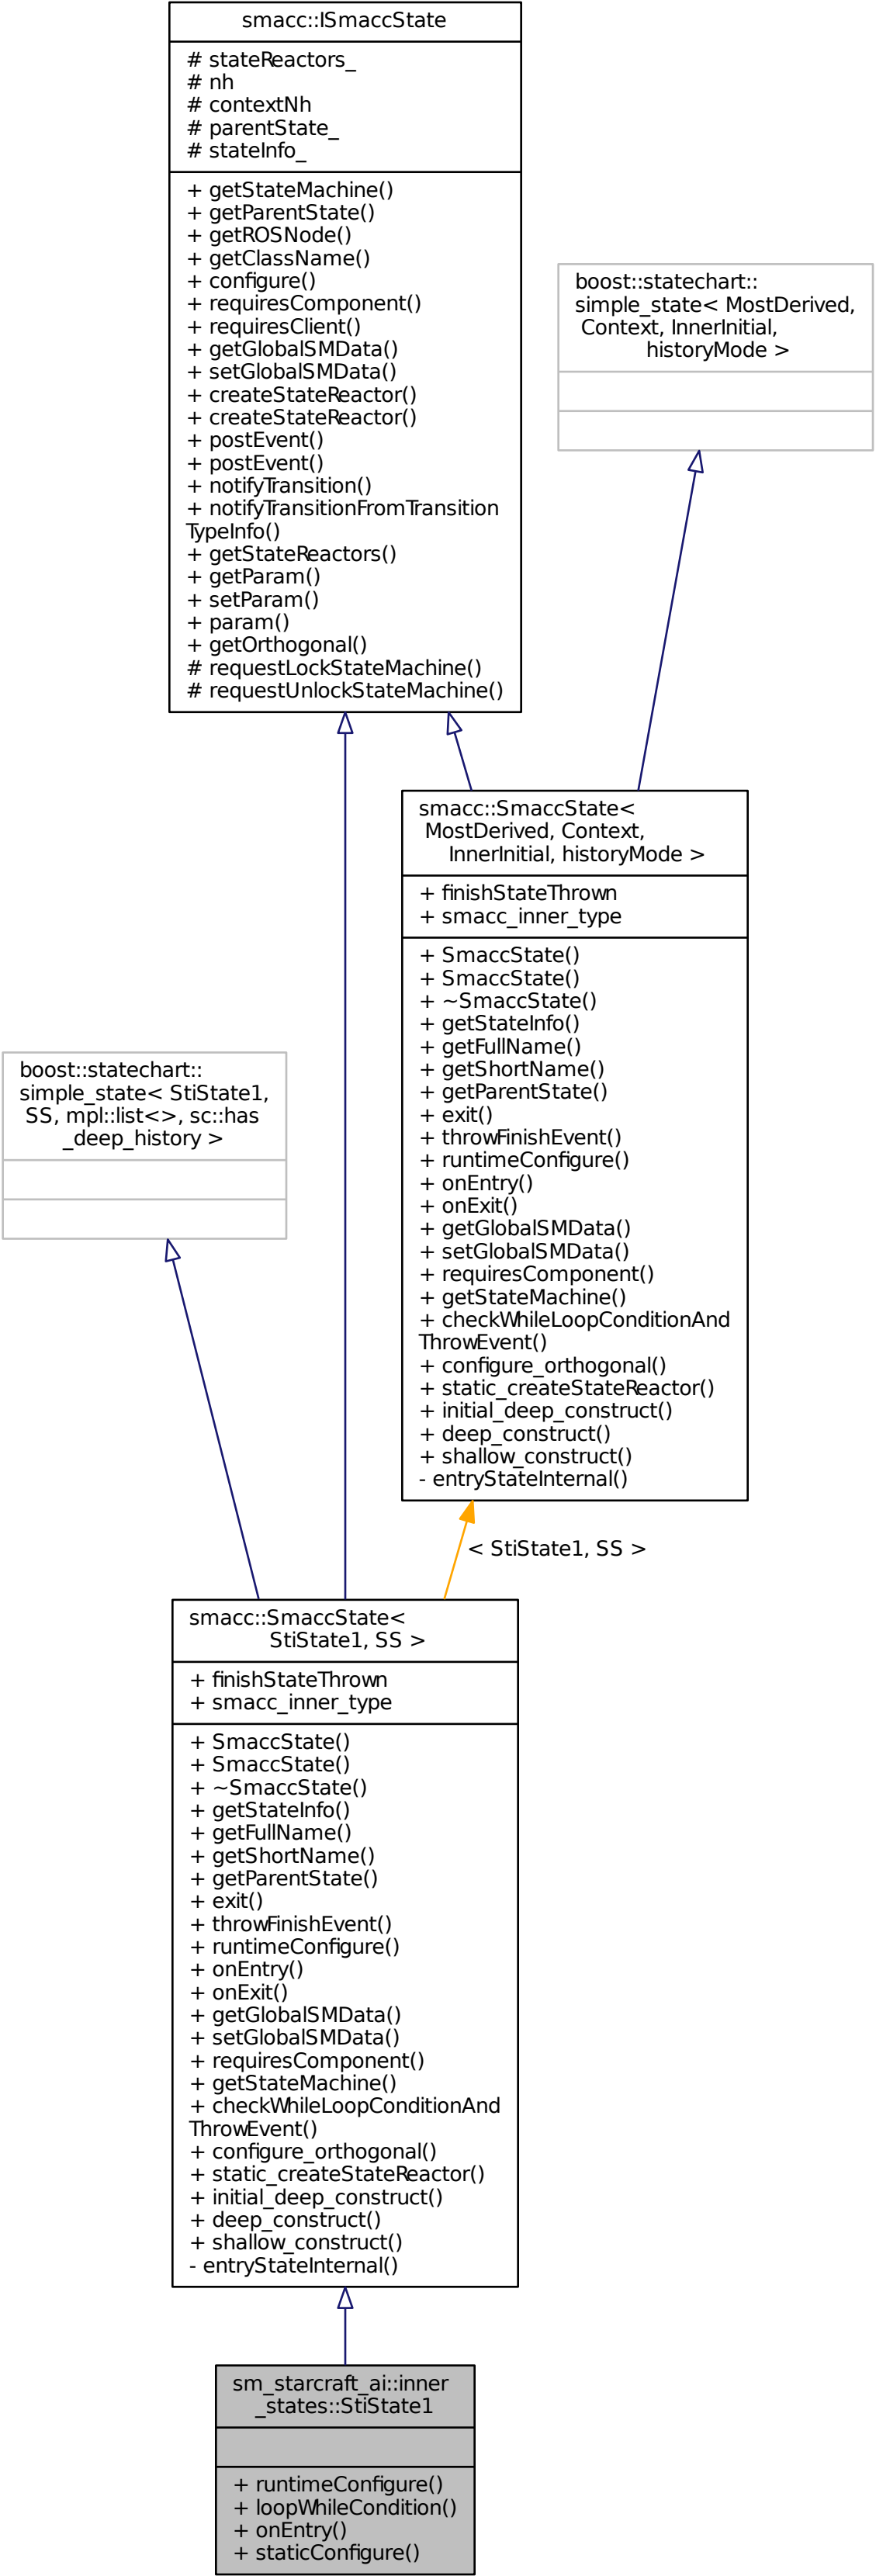 smacc::ISmaccState
# stateReactors_
# nh
# contextNh
# parentState_
# stateInfo_
+ getStateMachine()
+ getParentState()
+ getROSNode()
+ getClassName()
+ configure()
+ requiresComponent()
+ requiresClient()
+ getGlobalSMData()
+ setGlobalSMData()
+ createStateReactor()
+ createStateReactor()
+ postEvent()
+ postEvent()
+ notifyTransition()
+ notifyTransitionFromTransition
TypeInfo()
+ getStateReactors()
+ getParam()
+ setParam()
+ param()
+ getOrthogonal()
# requestLockStateMachine()
# requestUnlockStateMachine()
boost::statechart::
simple_state< MostDerived,
Context, InnerInitial,
historyMode >
smacc::SmaccState<
MostDerived, Context,
InnerInitial, historyMode >
+ finishStateThrown
+ smacc_inner_type
+ SmaccState()
+ SmaccState()
+ ~SmaccState()
+ getStateInfo()
+ getFullName()
+ getShortName()
+ getParentState()
+ exit()
+ throwFinishEvent()
+ runtimeConfigure()
+ onEntry()
+ onExit()
+ getGlobalSMData()
+ setGlobalSMData()
+ requiresComponent()
+ getStateMachine()
+ checkWhileLoopConditionAnd
ThrowEvent()
+ configure_orthogonal()
+ static_createStateReactor()
+ initial_deep_construct()
+ deep_construct()
+ shallow_construct()
- entryStateInternal()
boost::statechart::
simple_state< StiState1,
SS, mpl::list<>, sc::has
_deep_history >
< StiState1, SS >
smacc::SmaccState<
StiState1, SS >
+ finishStateThrown
+ smacc_inner_type
+ SmaccState()
+ SmaccState()
+ ~SmaccState()
+ getStateInfo()
+ getFullName()
+ getShortName()
+ getParentState()
+ exit()
+ throwFinishEvent()
+ runtimeConfigure()
+ onEntry()
+ onExit()
+ getGlobalSMData()
+ setGlobalSMData()
+ requiresComponent()
+ getStateMachine()
+ checkWhileLoopConditionAnd
ThrowEvent()
+ configure_orthogonal()
+ static_createStateReactor()
+ initial_deep_construct()
+ deep_construct()
+ shallow_construct()
- entryStateInternal()
sm_starcraft_ai::inner
_states::StiState1
+ runtimeConfigure()
+ loopWhileCondition()
+ onEntry()
+ staticConfigure()